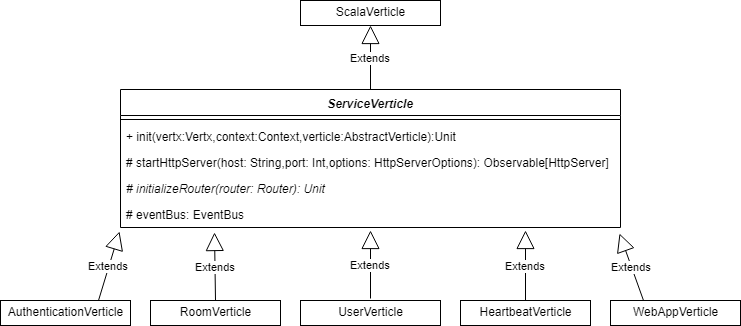 ScalaVerticle
Extends
ServiceVerticle
+ init(vertx:Vertx,context:Context,verticle:AbstractVerticle):Unit
# startHttpServer(host: String,port: Int,options: HttpServerOptions): Observable[HttpServer]
# initializeRouter(router: Router): Unit
# eventBus: EventBus
Extends
Extends
Extends
Extends
Extends
AuthenticationVerticle
RoomVerticle
UserVerticle
HeartbeatVerticle
WebAppVerticle